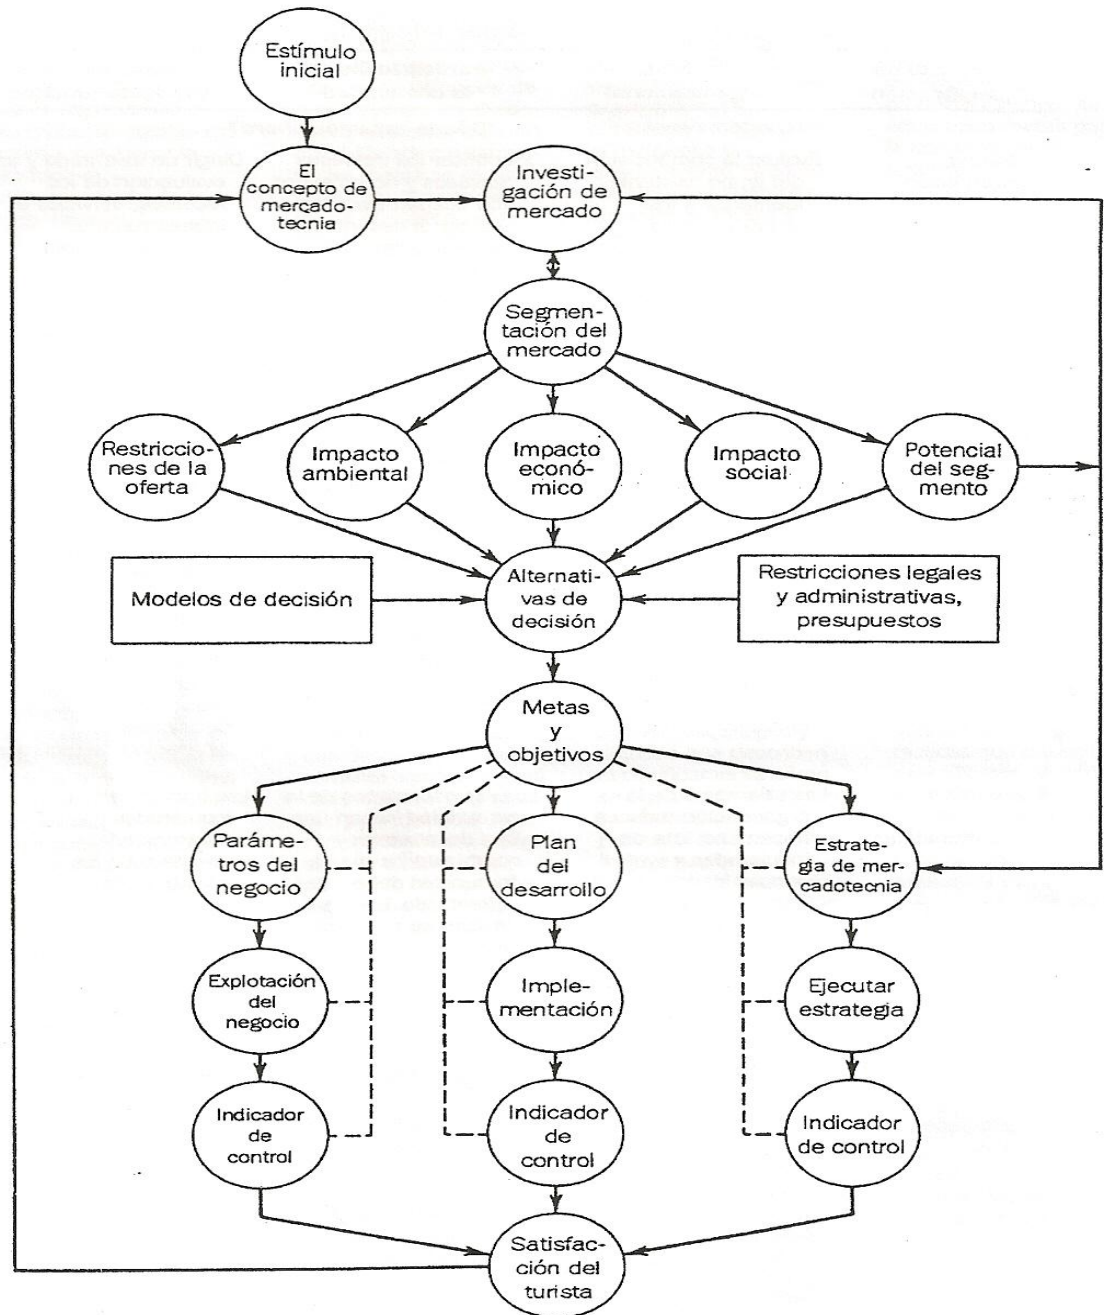 Estímulo
inicial
El
concepto de
mercado-
tecnia
Investi-
gación de
mercado
Segmen-
tación del
mercado
Restriccio-
nes de la
oferta
Impacto
ambiental
Impacto
econó-
mico
Impacto
social
Potencial
del seg-
mento
Modelos de decisión
Alternati-
vas de
decisión
Restricciones legales
y administrativas,
presupuestos
Metas
y
objetivos
Paráme-
tros del
negocio
Plan
del
desarrollo
Estrate-
gia de mer-
cadotecnia
Explotación
del
negocio
Imple-
mentación
Ejecutar
estrategia
Indicador
de
control
Indicador
de
control
Indicador
de control
Satisfac-
ción del
turista